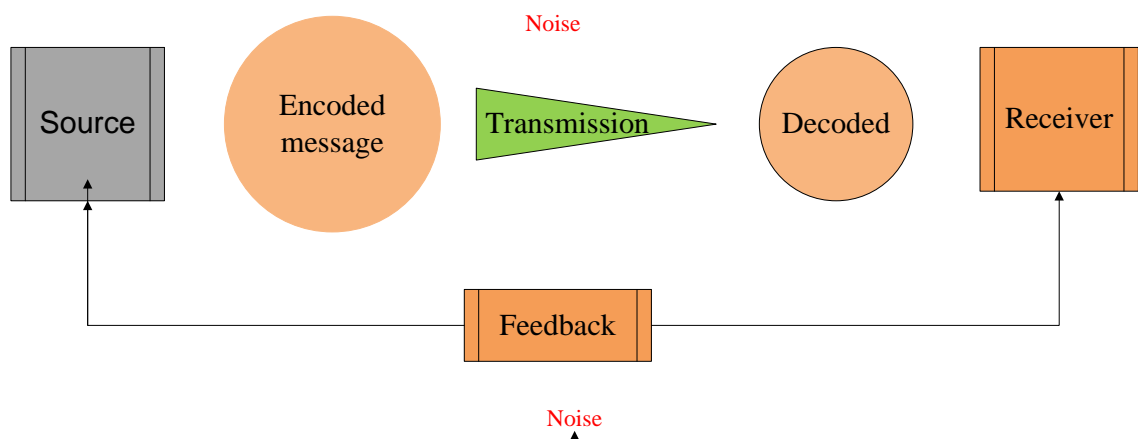 Noise
Source
Encoded
message
Transmission
Decoded
Receiver
Feedback
Noise